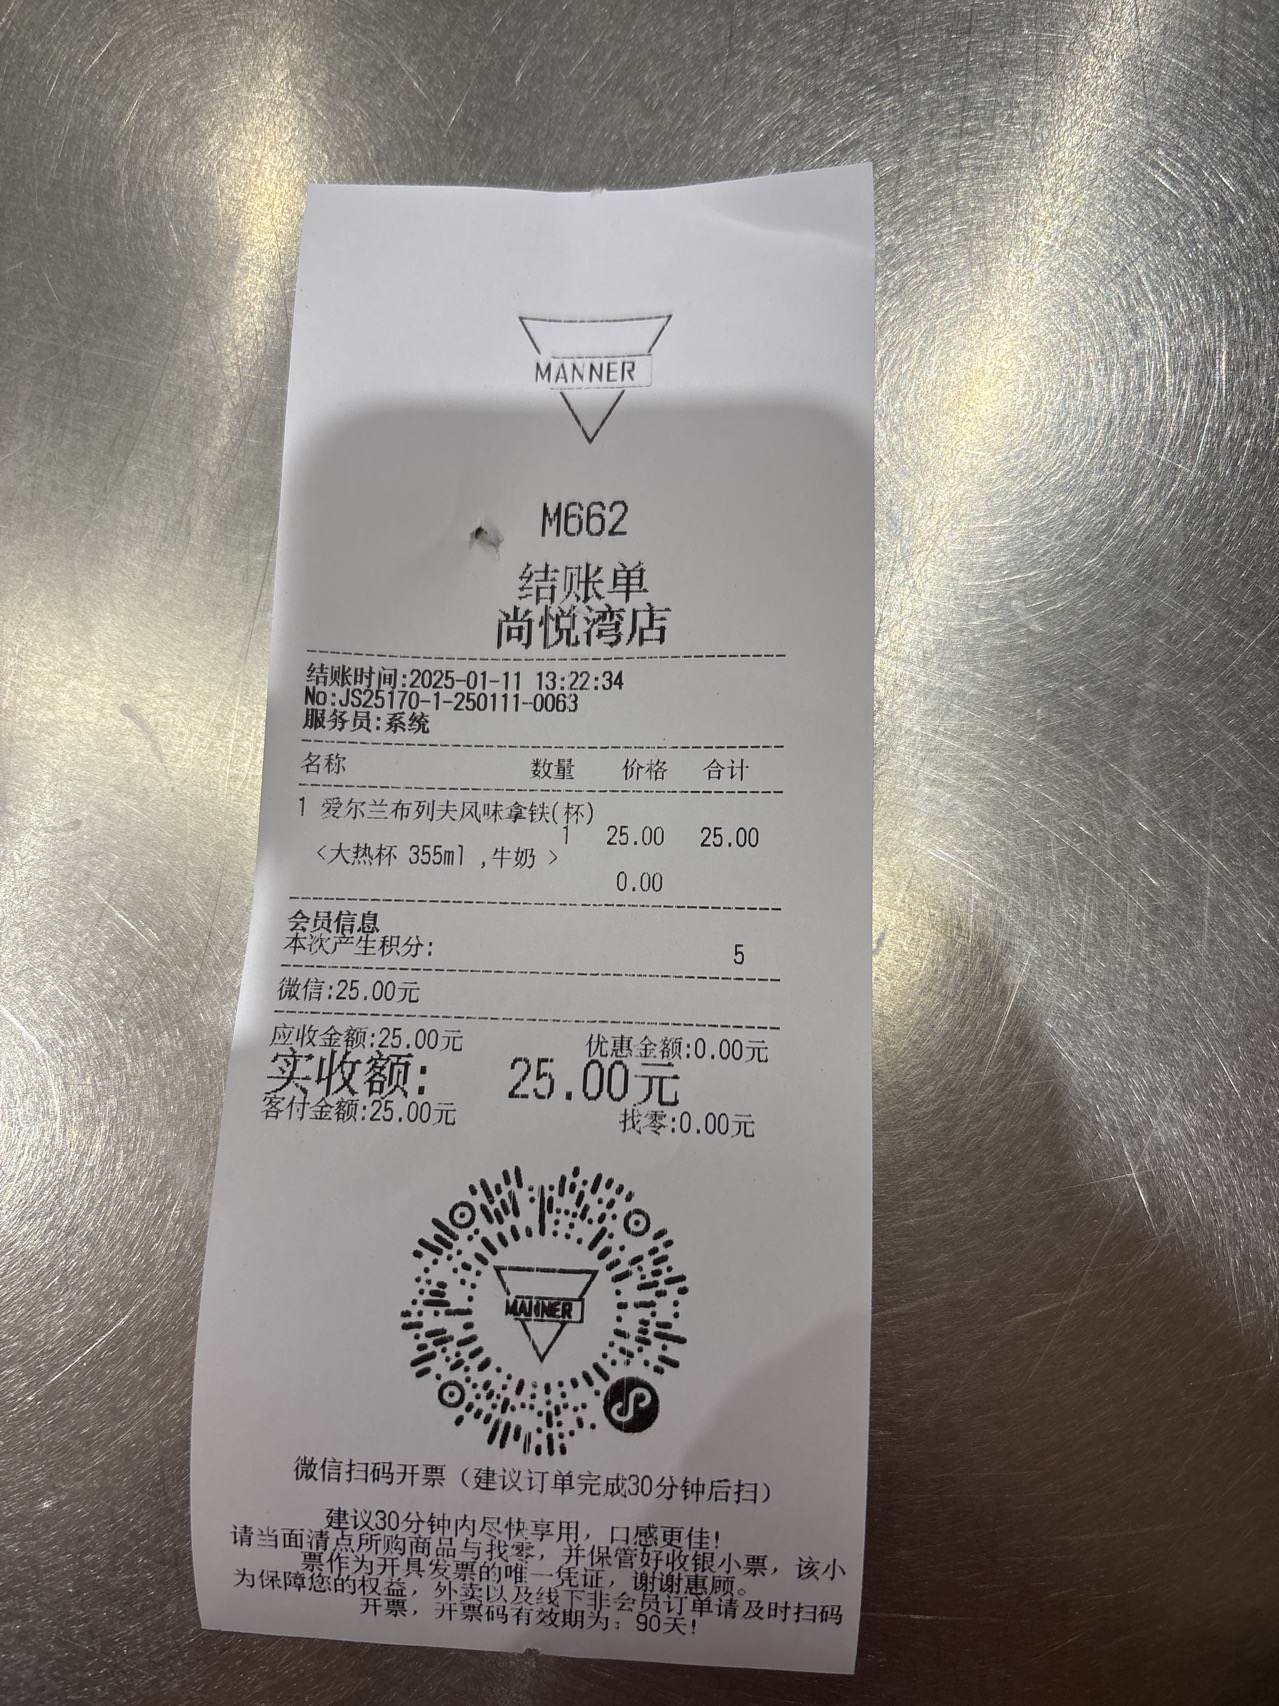 MANNER
M662
结账单
尚悦湾店
结账时间:2025-01-11 13:22:34
No:JS25170-1-250111-0063
服务员:系统
名称 数量 价格 合计
1 爱尔兰布列夫风味拿铁(杯)
1 25.00 25.00
<大热杯 355ml ,牛奶 >
0.00
会员信息
本次产生积分: 5
微信:25.00元
应收金额:25.00元 优惠金额:0.00元
实收额: 25.00元
客付金额:25.00元 找零:0.00元
MANNER
微信扫码开票（建议订单完成30分钟后扫）
建议30分钟内尽快享用，口感更佳!
请当面清点所购商品与找零，并保管好收银小票，该小
票作为开具发票的唯一凭证，谢谢惠顾。
为保障您的权益，外卖以及线下非会员订单请及时扫码
开票，开票码有效期为：90天!